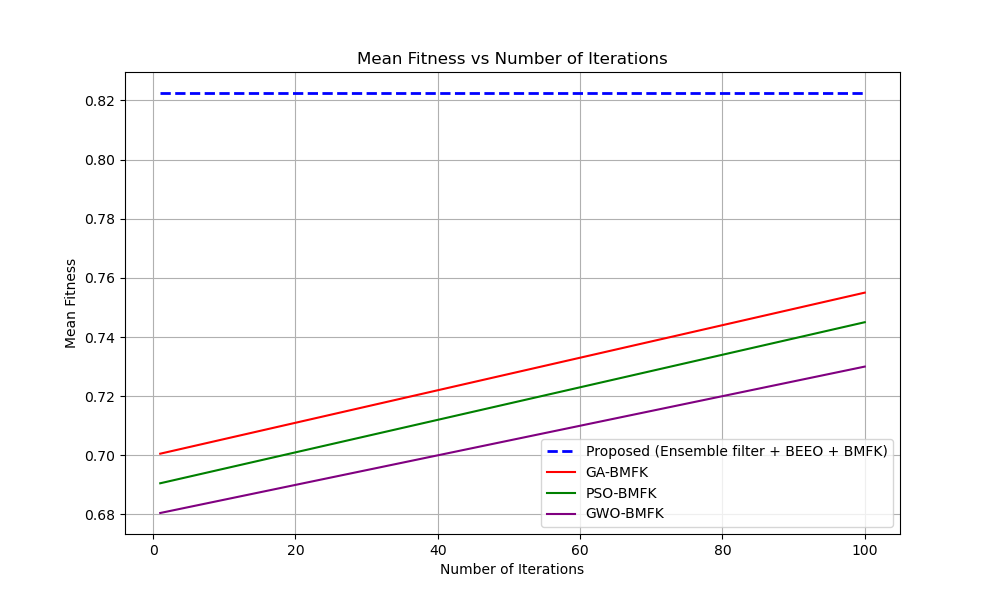 Mean Fitness vs Number of Iterations
Mean Fitness
0.82
0.80
0.78
0.76
0.74
0.72
0.70
0.68
0
20
40
60
80
100
Number of Iterations
Proposed (Ensemble filter + BEEO + BMFK)
GA-BMFK
PSO-BMFK
GWO-BMFK